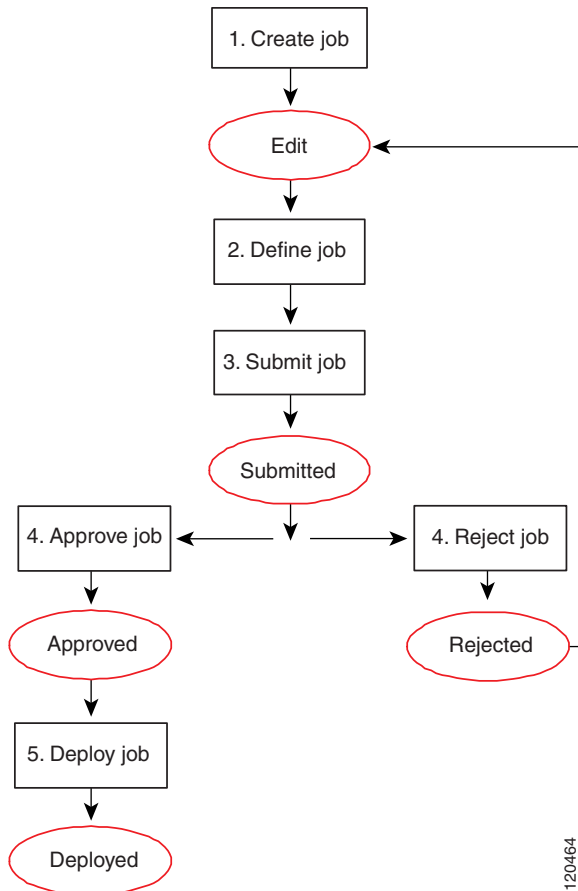 1. Create job
Edit
2. Define job
3. Submit job
Submitted
4. Approve job
4. Reject job
Approved
Rejected
5. Deploy job
Deployed
120464